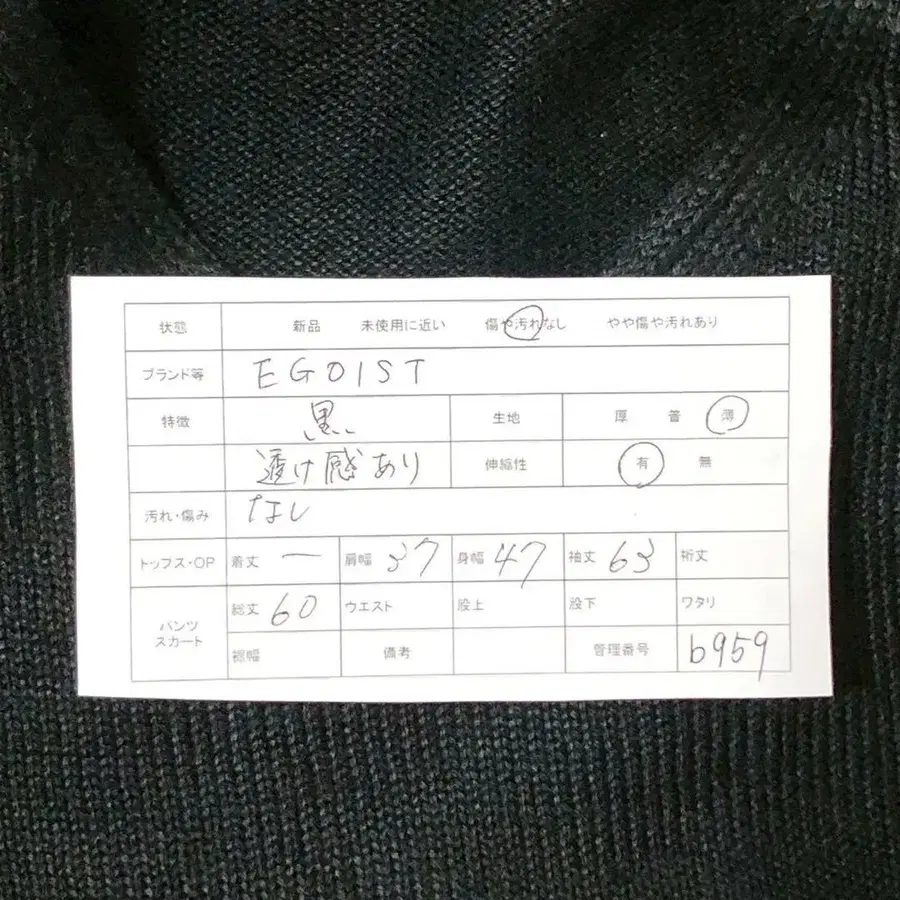 状態 新品 未使用に近い 傷や汚れなし やや傷や汚れあり
ブランド等 EGOIST
特徴 黒 生地 厚 普 薄
透け感あり 伸縮性 有 無
汚れ・傷み なし
トップス・OP 着丈 ー 肩幅 37 身幅 47 袖丈 63 裄丈
パンツ スカート 総丈 60 ウエスト 股上 股下 ワタリ
裾幅 備考 管理番号 b959